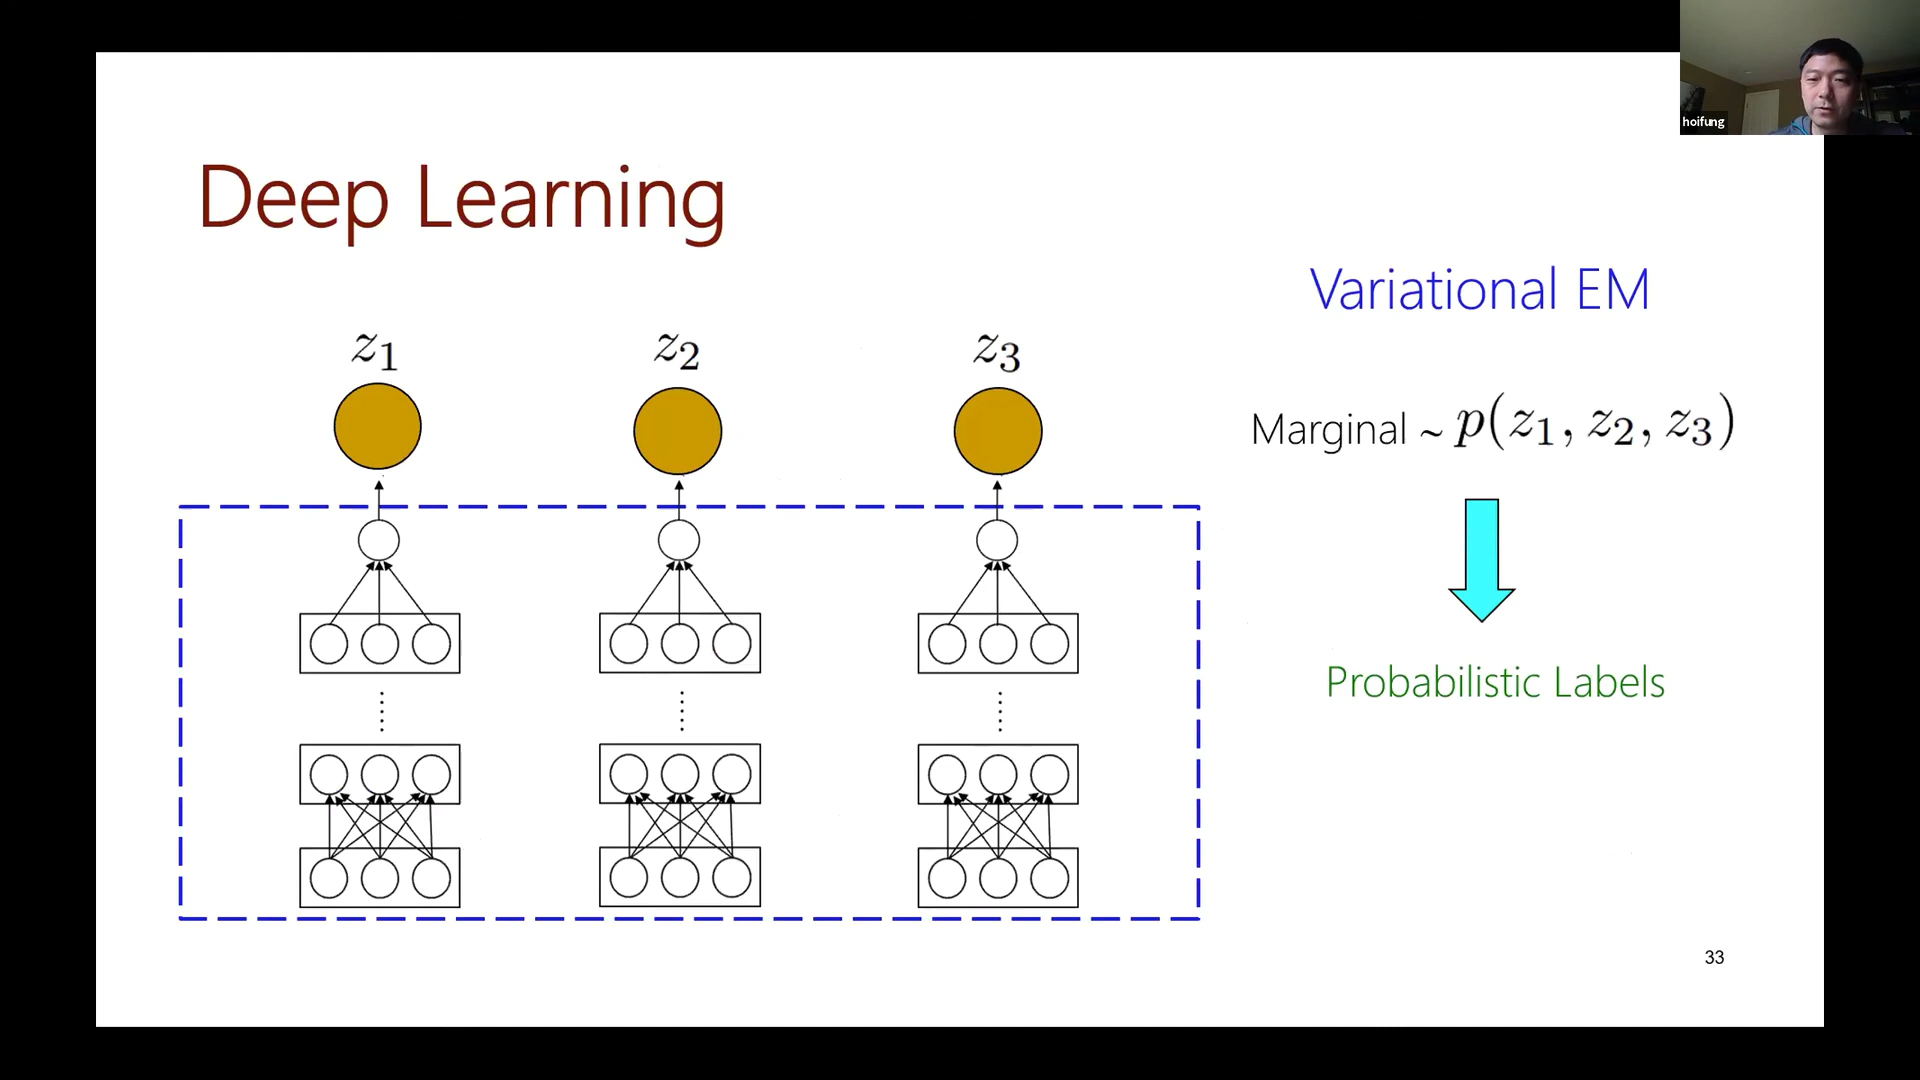 hoifung
Deep Learning
Variational EM
z₁ z₂ z₃
Marginal ~ p(z₁, z₂, z₃)
Probabilistic Labels
33